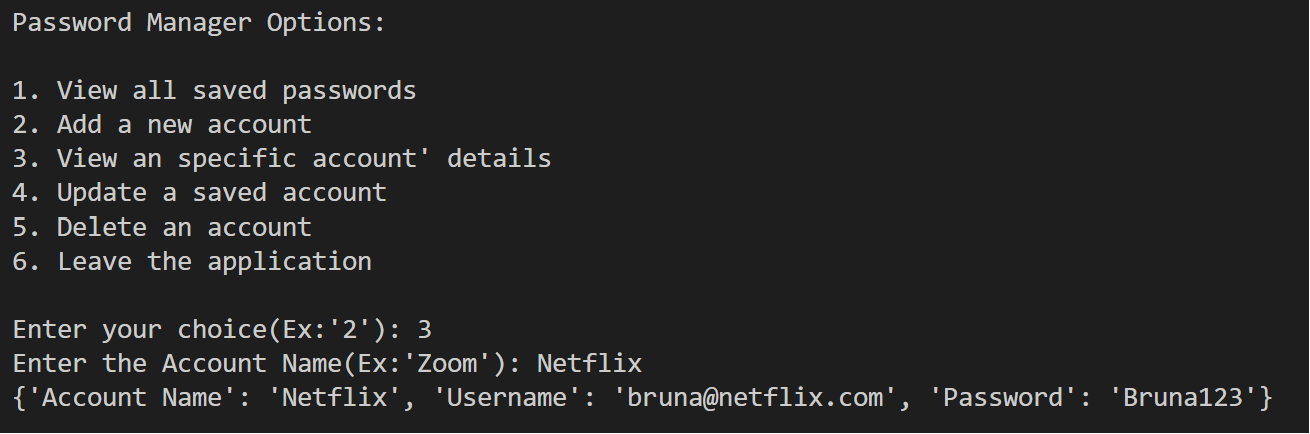 Password Manager Options:
1. View all saved passwords
2. Add a new account
3. View an specific account' details
4. Update a saved account
5. Delete an account
6. Leave the application
Enter your choice(Ex:'2'): 3
Enter the Account Name(Ex:'Zoom'): Netflix
{'Account Name': 'Netflix', 'Username': 'bruna@netflix.com', 'Password': 'Bruna123'}